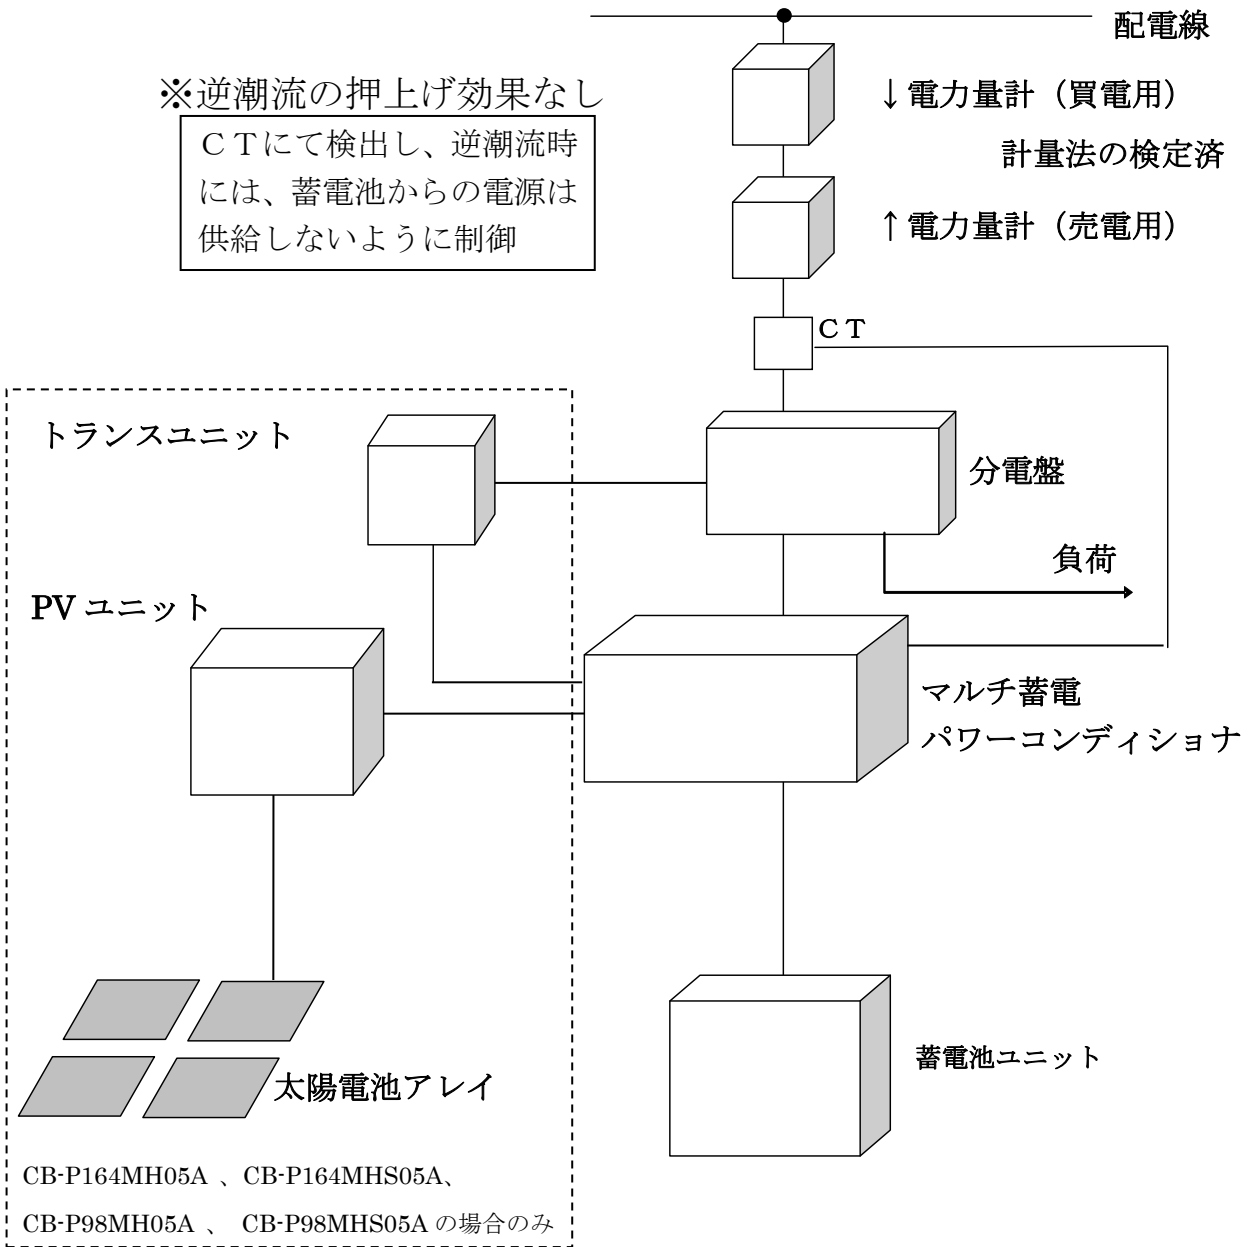 配電線
※逆潮流の押上げ効果なし
ＣＴにて検出し、逆潮流時
には、蓄電池からの電源は
供給しないように制御
↓電力量計（買電用）
計量法の検定済
↑電力量計（売電用）
ＣＴ
トランスユニット
分電盤
負荷
PVユニット
マルチ蓄電
パワーコンディショナ
蓄電池ユニット
太陽電池アレイ
CB-P164MH05A 、CB-P164MHS05A、
CB-P98MH05A 、 CB-P98MHS05A の場合のみ